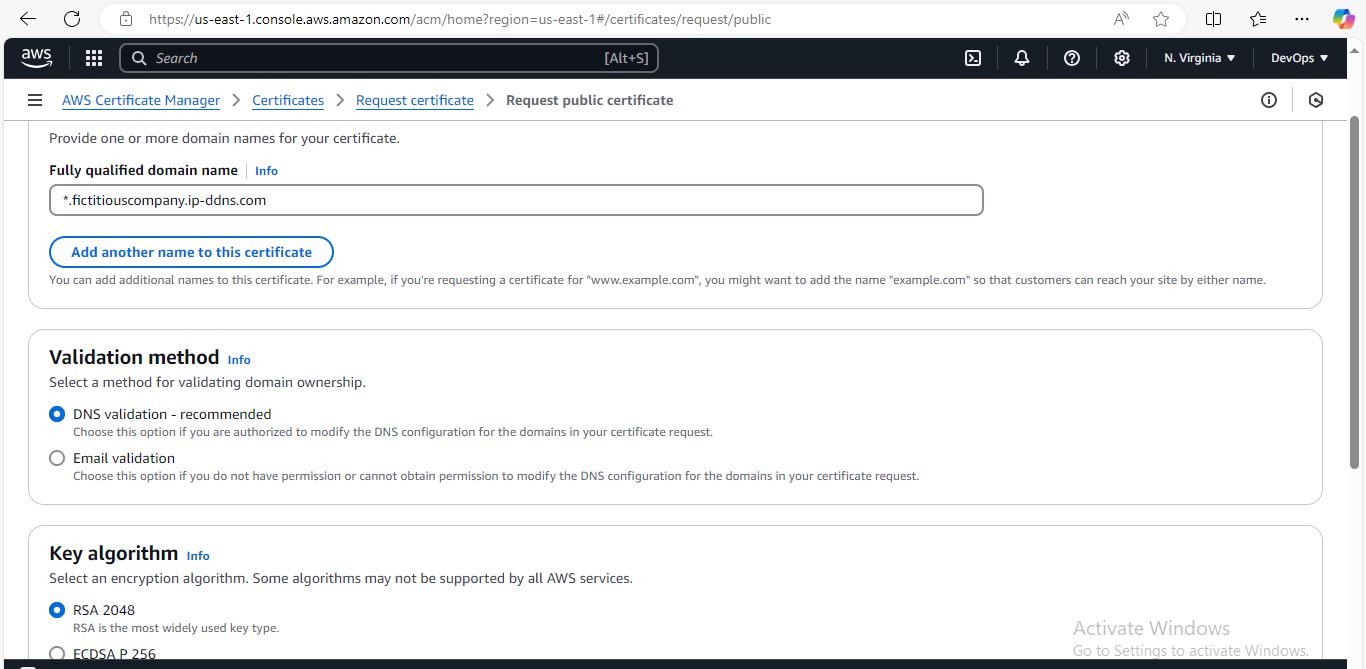 https://us-east-1.console.aws.amazon.com/acm/home?region=us-east-1#/certificates/request/public
aws Search [Alt+S] N. Virginia ▼ DevOps ▼
AWS Certificate Manager > Certificates > Request certificate > Request public certificate
Provide one or more domain names for your certificate.
Fully qualified domain name Info
*.fictitiouscompany.ip-ddns.com
Add another name to this certificate
You can add additional names to this certificate. For example, if you're requesting a certificate for "www.example.com", you might want to add the name "example.com" so that customers can reach your site by either name.
Validation method Info
Select a method for validating domain ownership.
DNS validation - recommended
Choose this option if you are authorized to modify the DNS configuration for the domains in your certificate request.
Email validation
Choose this option if you do not have permission or cannot obtain permission to modify the DNS configuration for the domains in your certificate request.
Key algorithm Info
Select an encryption algorithm. Some algorithms may not be supported by all AWS services.
RSA 2048
RSA is the most widely used key type.
ECDSA P 256
Activate Windows
Go to Settings to activate Windows.